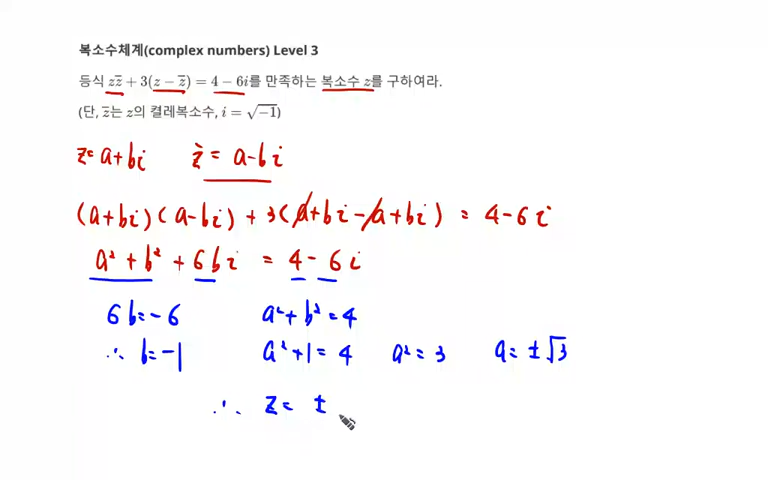 복소수체계(complex numbers) Level 3
등식 zz̅ + 3(z − z̅) = 4 − 6i를 만족하는 복소수 z를 구하여라.
(단, z̅는 z의 켤레복소수, i = √−1)
z = a+bi z̅ = a-bi
(a+bi)(a-bi) + 3(a+bi-a+bi) = 4-6i
a² + b² + 6bi = 4-6i
6b=-6 a²+b²=4
∴ b=-1 a²+1=4 a²=3 a=±√3
∴ z= ±